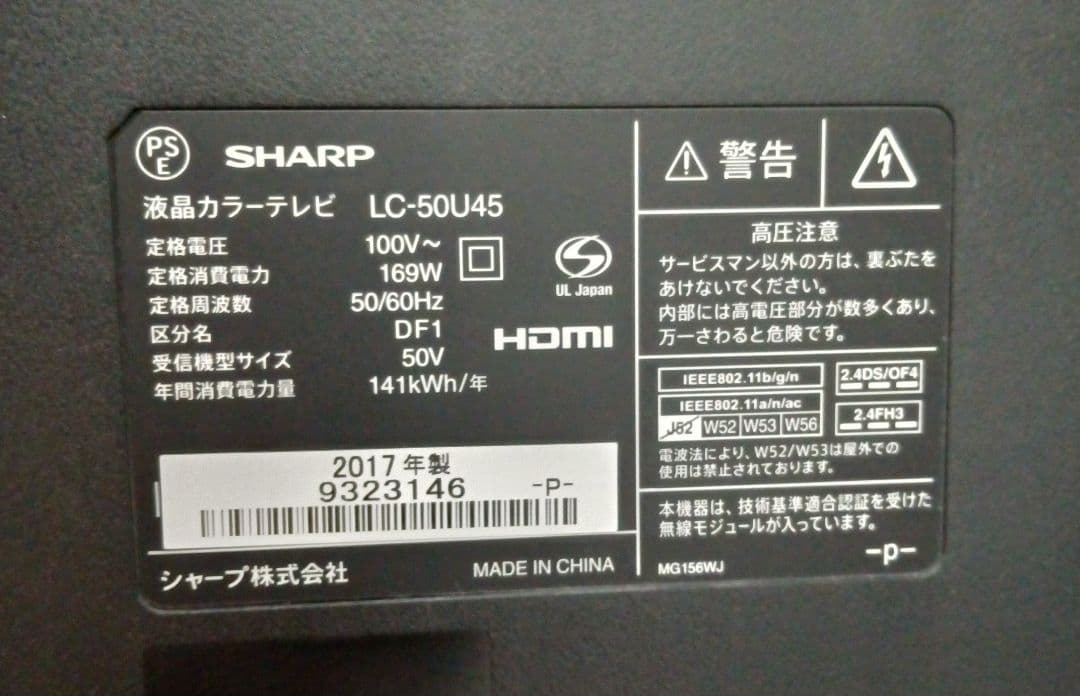 PSE
SHARP
液晶カラーテレビ LC-50U45
定格電圧 100V~
定格消費電力 169W
定格周波数 50/60Hz
区分名 DF1
受信機型サイズ 50V
年間消費電力量 141kWh/年
UL Japan
HDMI
2017年製
9323146 -P-
シャープ株式会社 MADE IN CHINA
警告
高圧注意
サービスマン以外の方は、裏ぶたを
あけないでください。
内部には高電圧部分が数多くあり、
万一さわると危険です。
IEEE802.11b/g/n
2.4DS/OF4
IEEE802.11a/n/ac
J52 W52 W53 W56
2.4FH3
電波法により、W52/W53は屋外での
使用は禁止されております。
本機器は、技術基準適合認証を受けた
無線モジュールが入っています。
-p-
MG156WJ